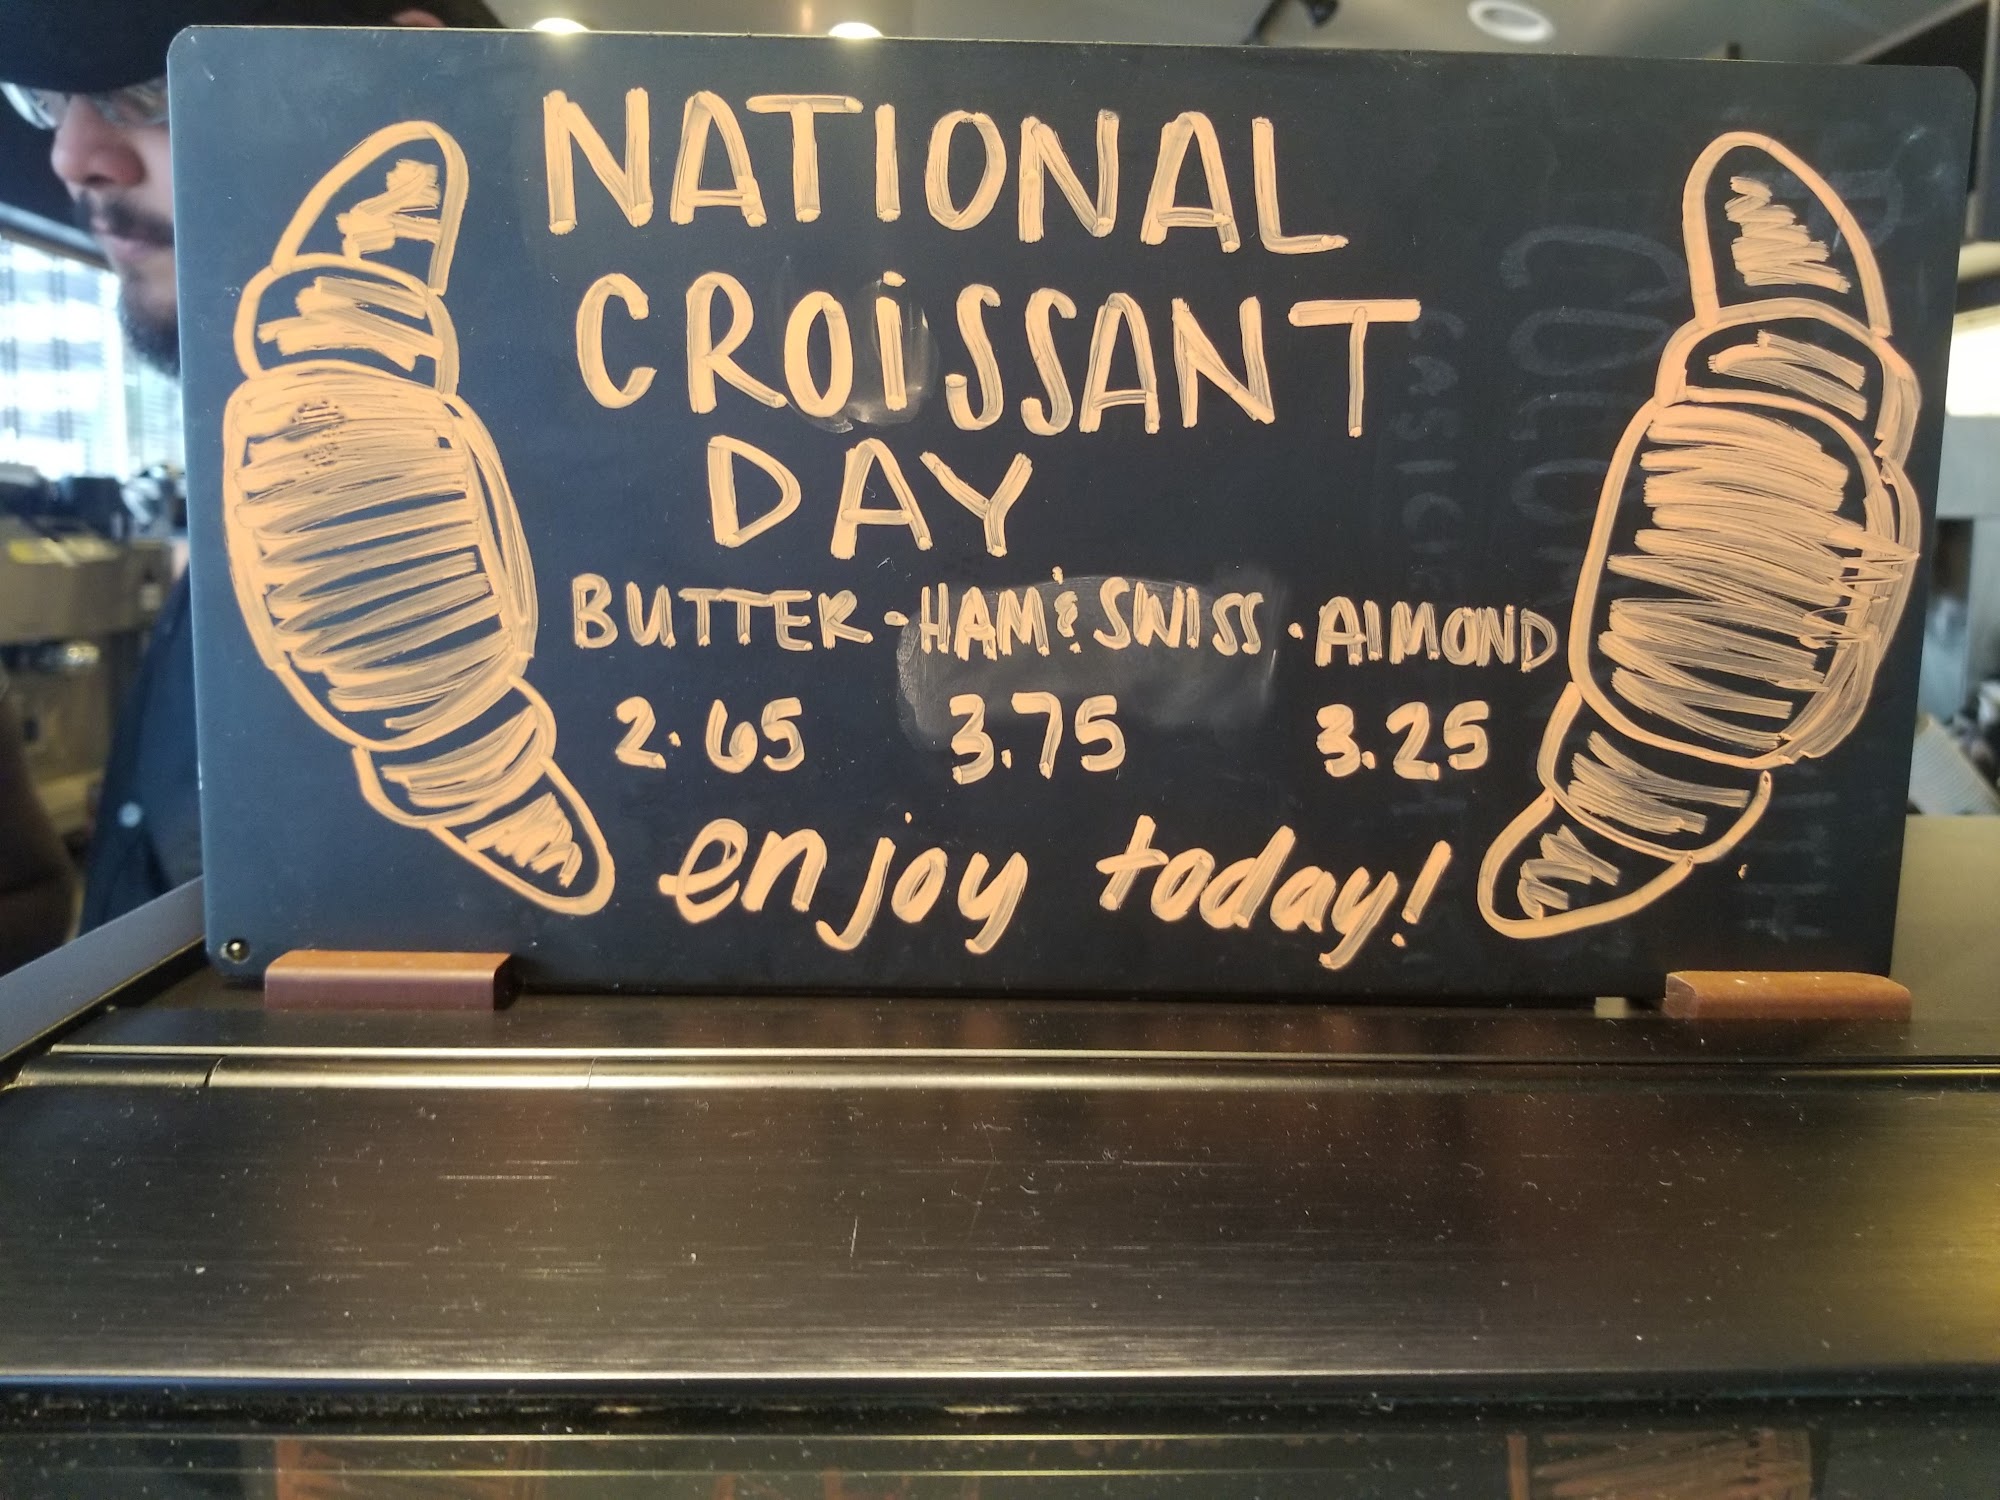 NATIONAL
CROiSSANT
DAY
BUTTER · HAM & SWISS · ALMOND
2.65 3.75 3.25
enjoy today!